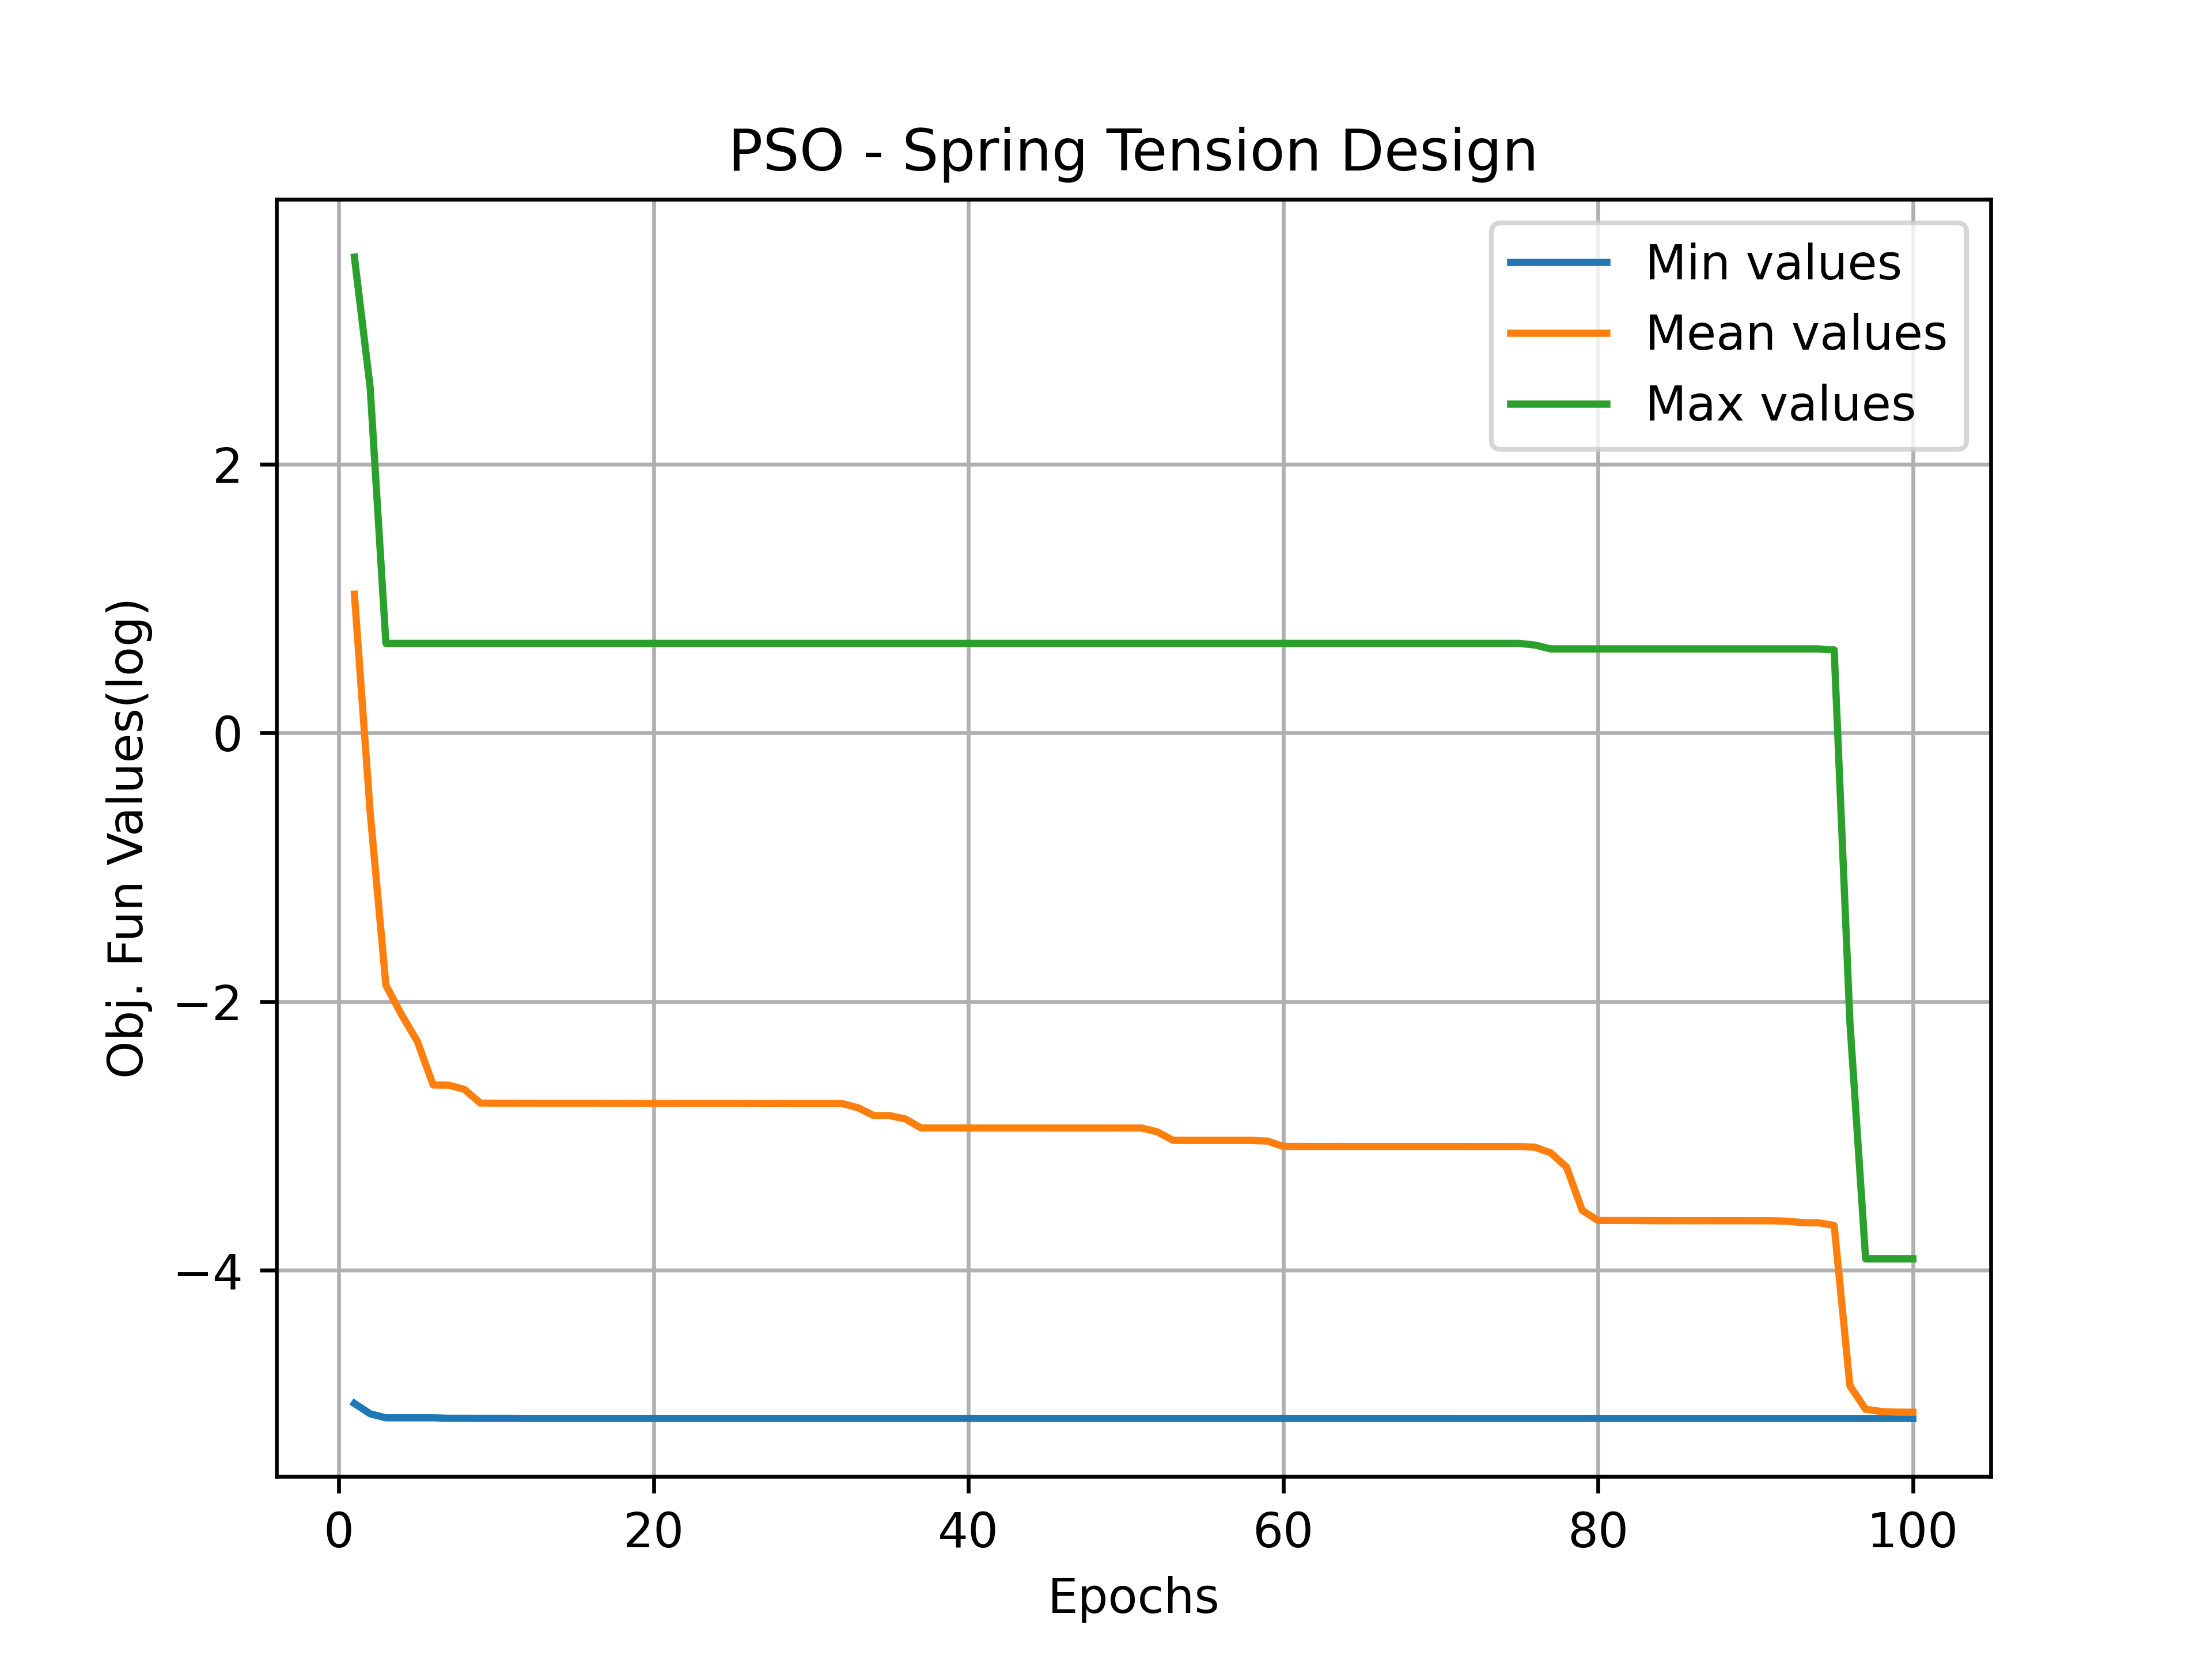 PSO - Spring Tension Design
Min values
Mean values
Max values
Obj. Fun Values(log)
2
0
−2
−4
0 20 40 60 80 100
Epochs